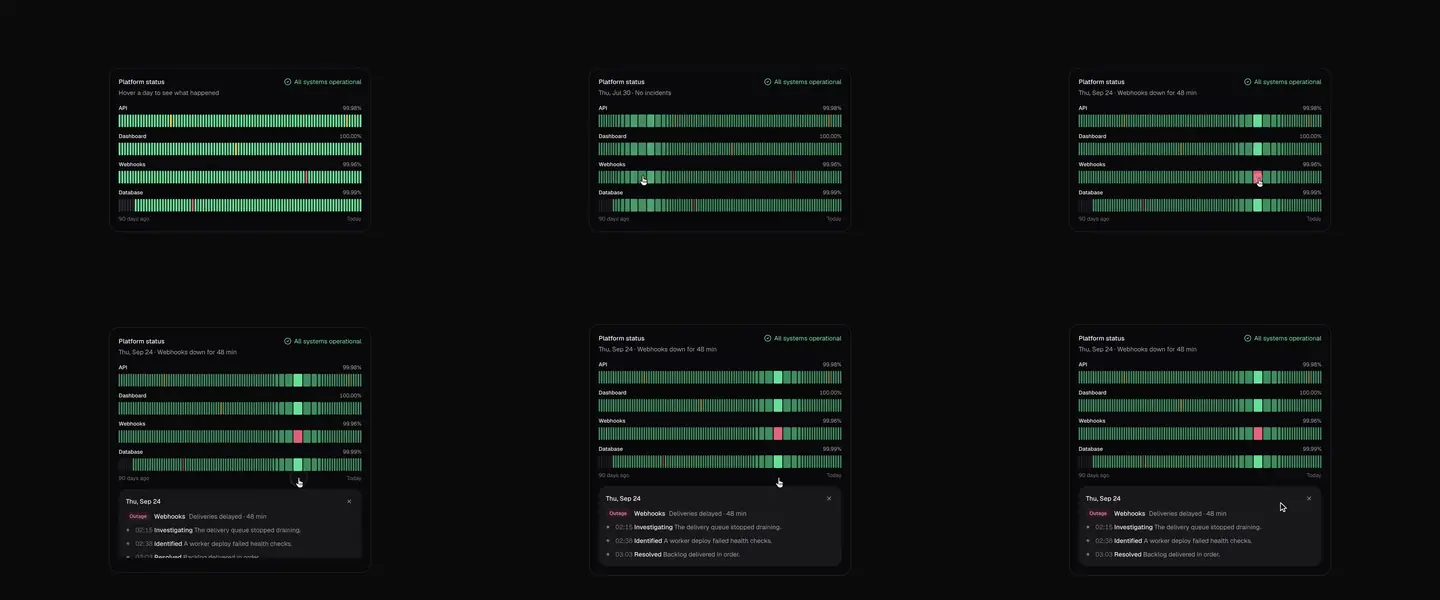 Platform status All systems operational
Hover a day to see what happened
API 99.98%
Dashboard 100.00%
Webhooks 99.96%
Database 99.99%
90 days ago Today
Platform status All systems operational
Thu, Jul 30 · No incidents
API 99.98%
Dashboard 100.00%
Webhooks 99.96%
Database 99.99%
90 days ago Today
Platform status All systems operational
Thu, Sep 24 · Webhooks down for 48 min
API 99.98%
Dashboard 100.00%
Webhooks 99.96%
Database 99.99%
90 days ago Today
Platform status All systems operational
Thu, Sep 24 · Webhooks down for 48 min
API 99.98%
Dashboard 100.00%
Webhooks 99.96%
Database 99.99%
90 days ago Today
Thu, Sep 24
Outage Webhooks Deliveries delayed · 48 min
02:15 Investigating The delivery queue stopped draining.
02:38 Identified A worker deploy failed health checks.
03:03 Resolved Backlog delivered in order.
Platform status All systems operational
Thu, Sep 24 · Webhooks down for 48 min
API 99.98%
Dashboard 100.00%
Webhooks 99.96%
Database 99.99%
90 days ago Today
Thu, Sep 24
Outage Webhooks Deliveries delayed · 48 min
02:15 Investigating The delivery queue stopped draining.
02:38 Identified A worker deploy failed health checks.
03:03 Resolved Backlog delivered in order.
Platform status All systems operational
Thu, Sep 24 · Webhooks down for 48 min
API 99.98%
Dashboard 100.00%
Webhooks 99.96%
Database 99.99%
90 days ago Today
Thu, Sep 24
Outage Webhooks Deliveries delayed · 48 min
02:15 Investigating The delivery queue stopped draining.
02:38 Identified A worker deploy failed health checks.
03:03 Resolved Backlog delivered in order.